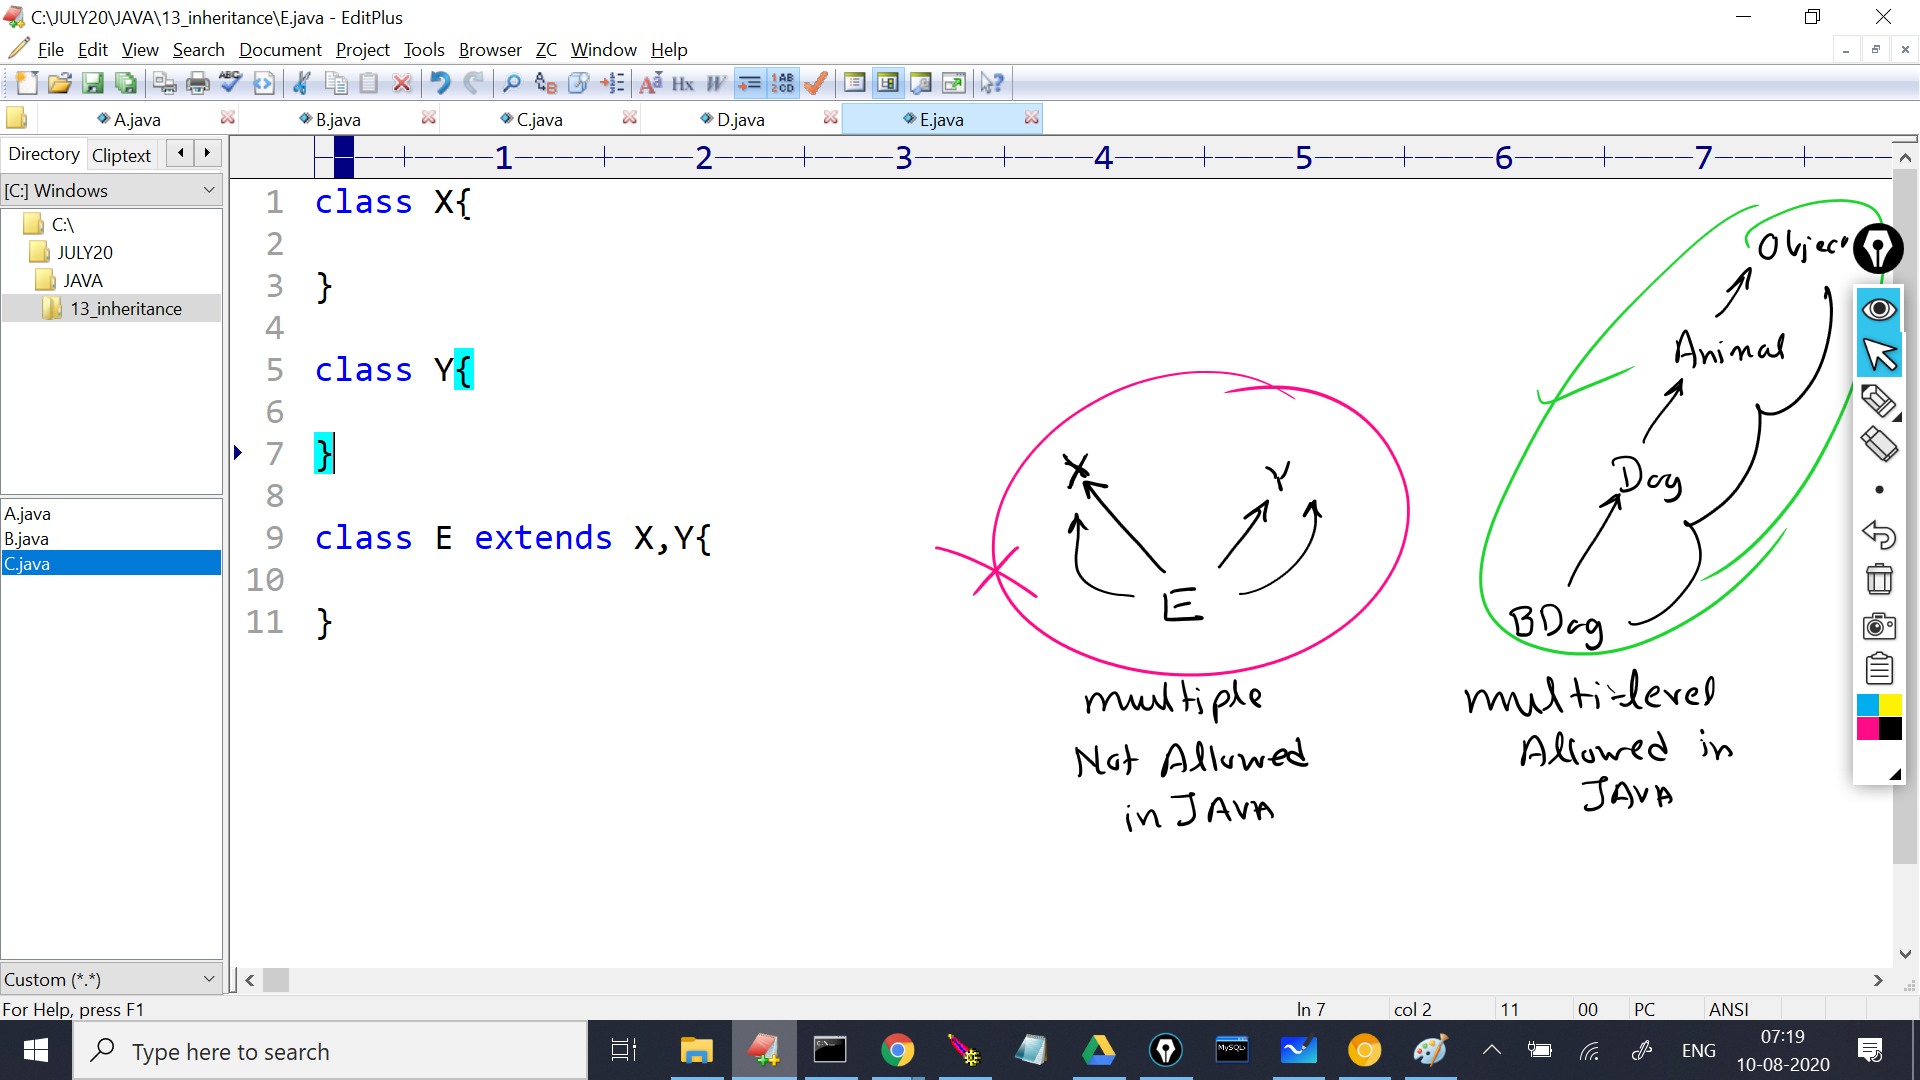 C:\JULY20\JAVA\13_inheritance\E.java - EditPlus
File Edit View Search Document Project Tools Browser ZC Window Help
A.java B.java C.java D.java E.java
Directory Cliptext
[C:] Windows
C:\
JULY20
JAVA
13_inheritance
A.java
B.java
C.java
Custom (*.*)
1 2 3 4 5 6 7
1 class X{
2
3 }
4
5 class Y{
6
7 }
8
9 class E extends X,Y{
10
11 }
X Y
E
multiple
Not Allowed
in JAVA
Objec
Animal
Dog
BDog
multi-level
Allowed in
JAVA
For Help, press F1 ln 7 col 2 11 00 PC ANSI
Type here to search
MySQL
ENG
07:19
10-08-2020